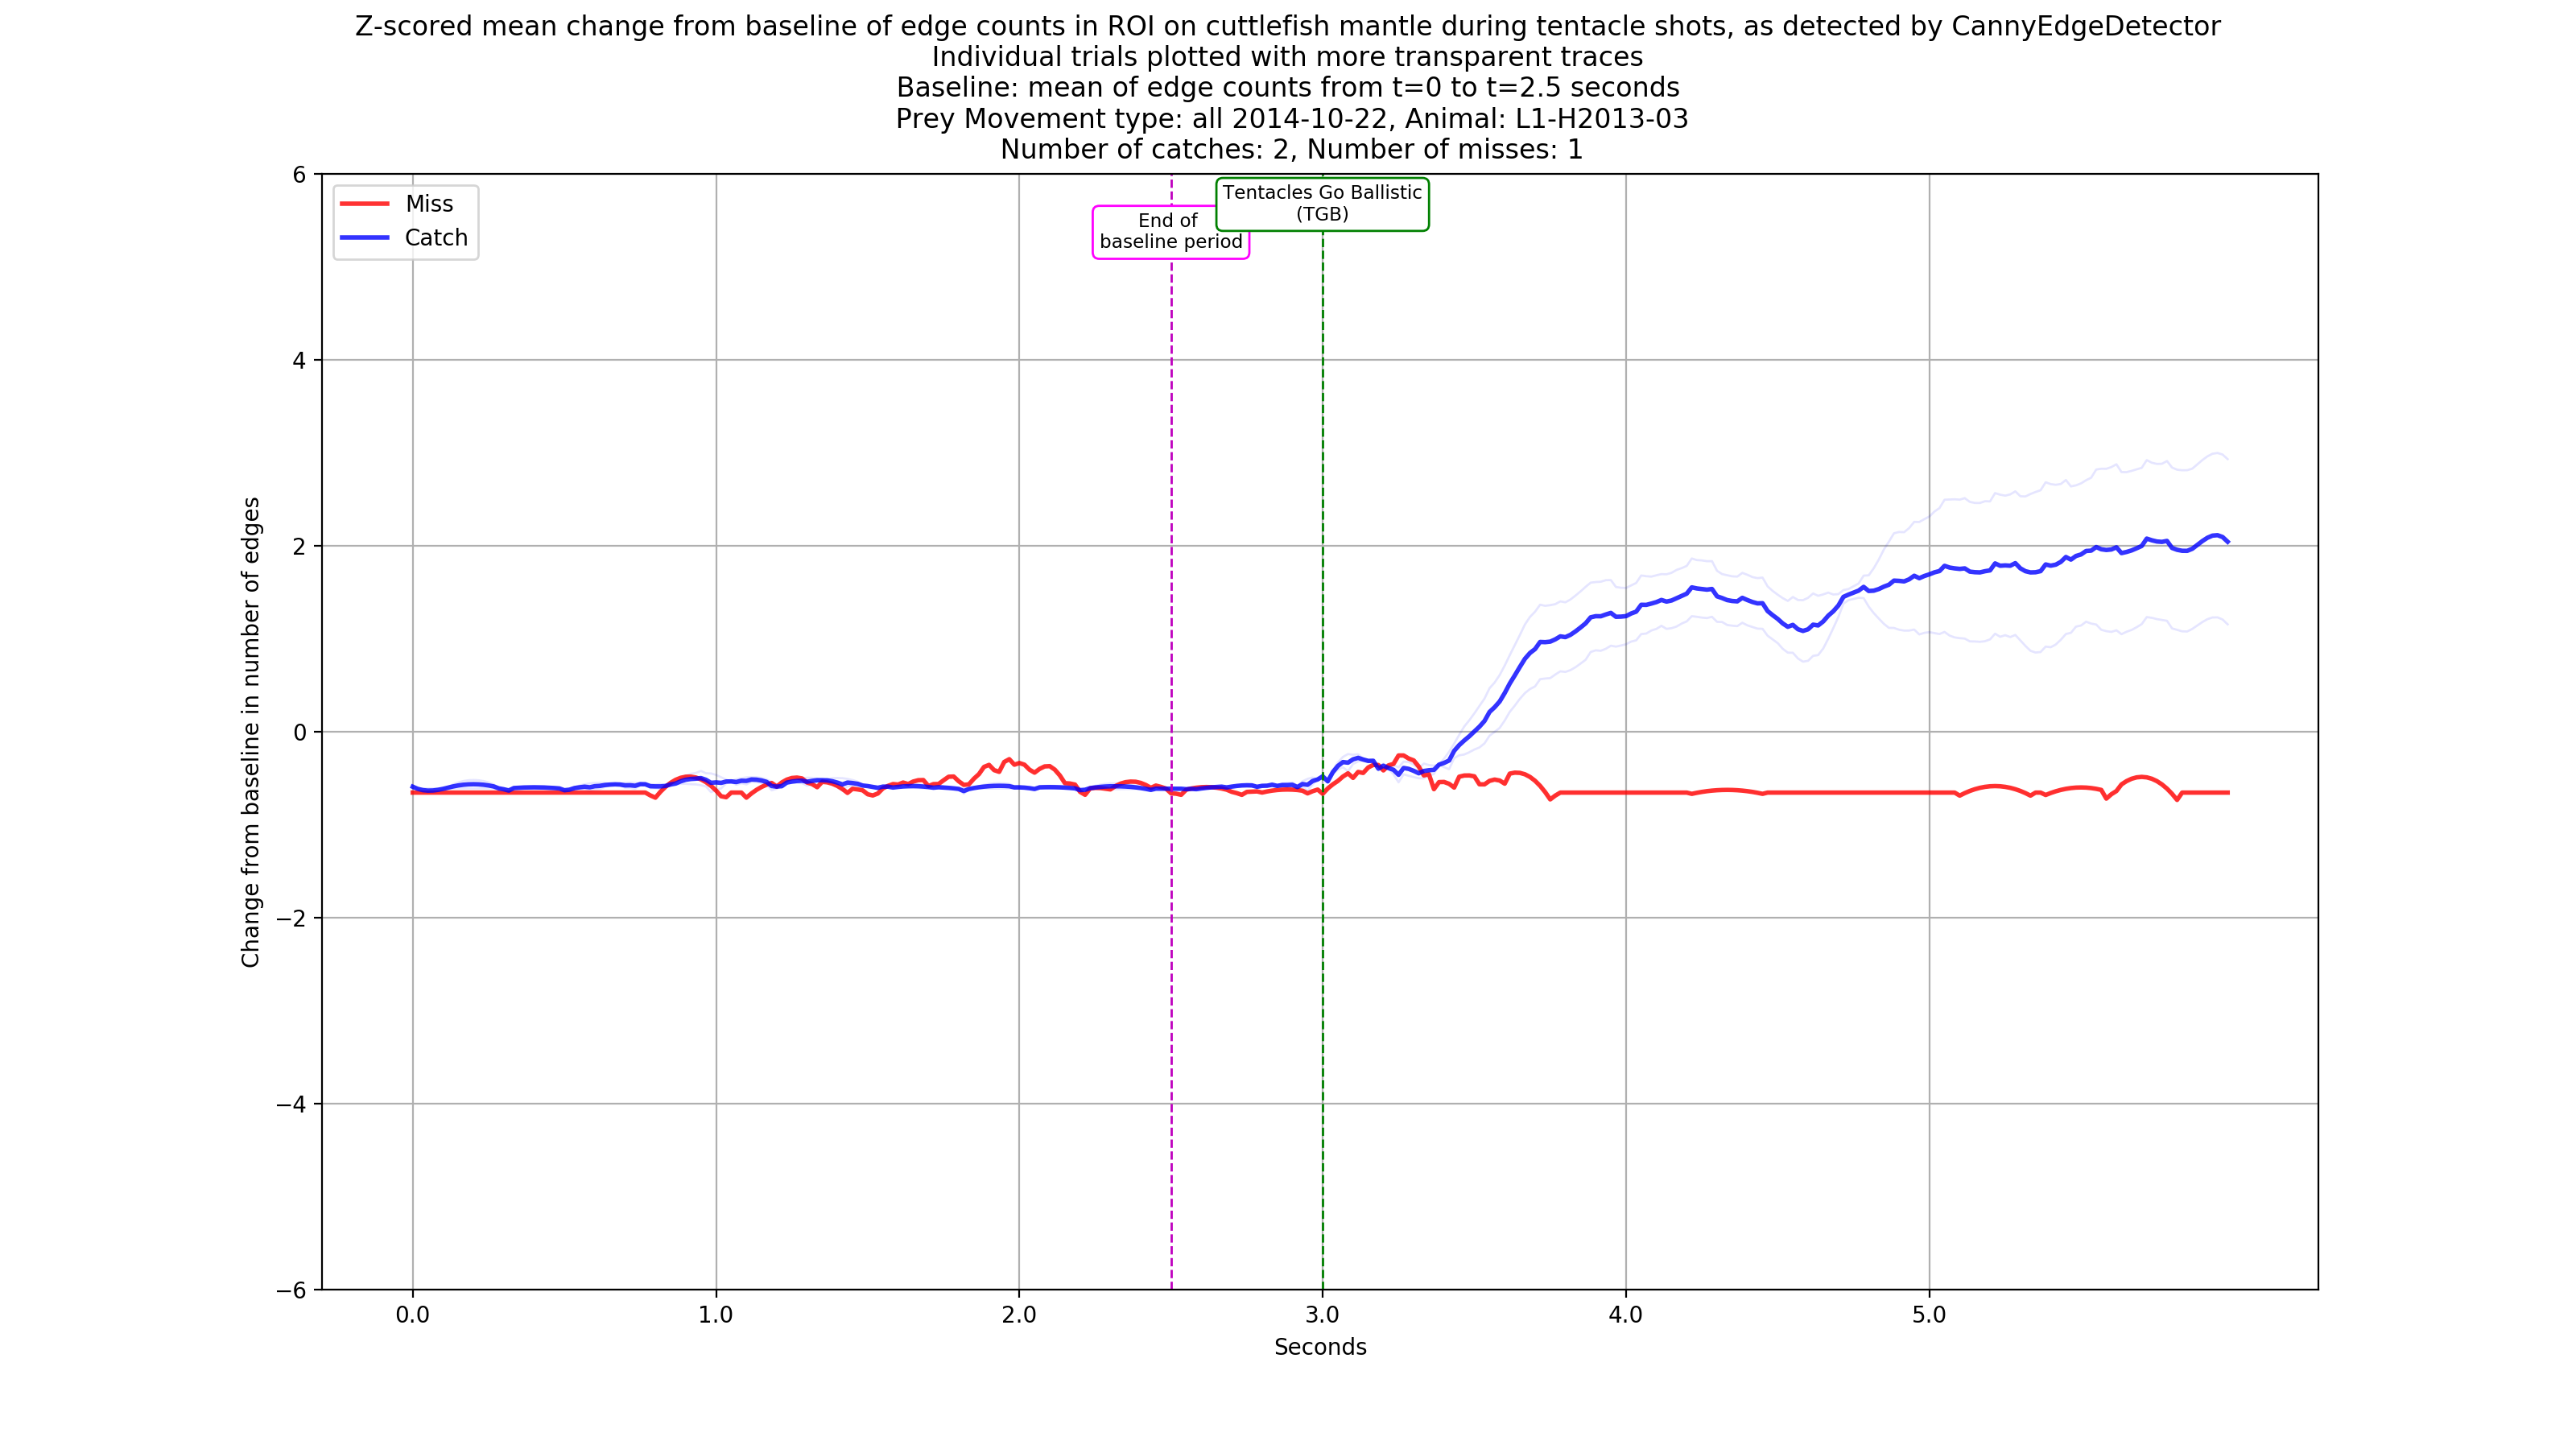 Z-scored mean change from baseline of edge counts in ROI on cuttlefish mantle during tentacle shots, as detected by CannyEdgeDetector
Individual trials plotted with more transparent traces
Baseline: mean of edge counts from t=0 to t=2.5 seconds
Prey Movement type: all 2014-10-22, Animal: L1-H2013-03
Number of catches: 2, Number of misses: 1
Miss
Catch
Tentacles Go Ballistic
(TGB)
End of
baseline period
Change from baseline in number of edges
6
4
2
0
−2
−4
−6
0.0
1.0
2.0
3.0
4.0
5.0
Seconds